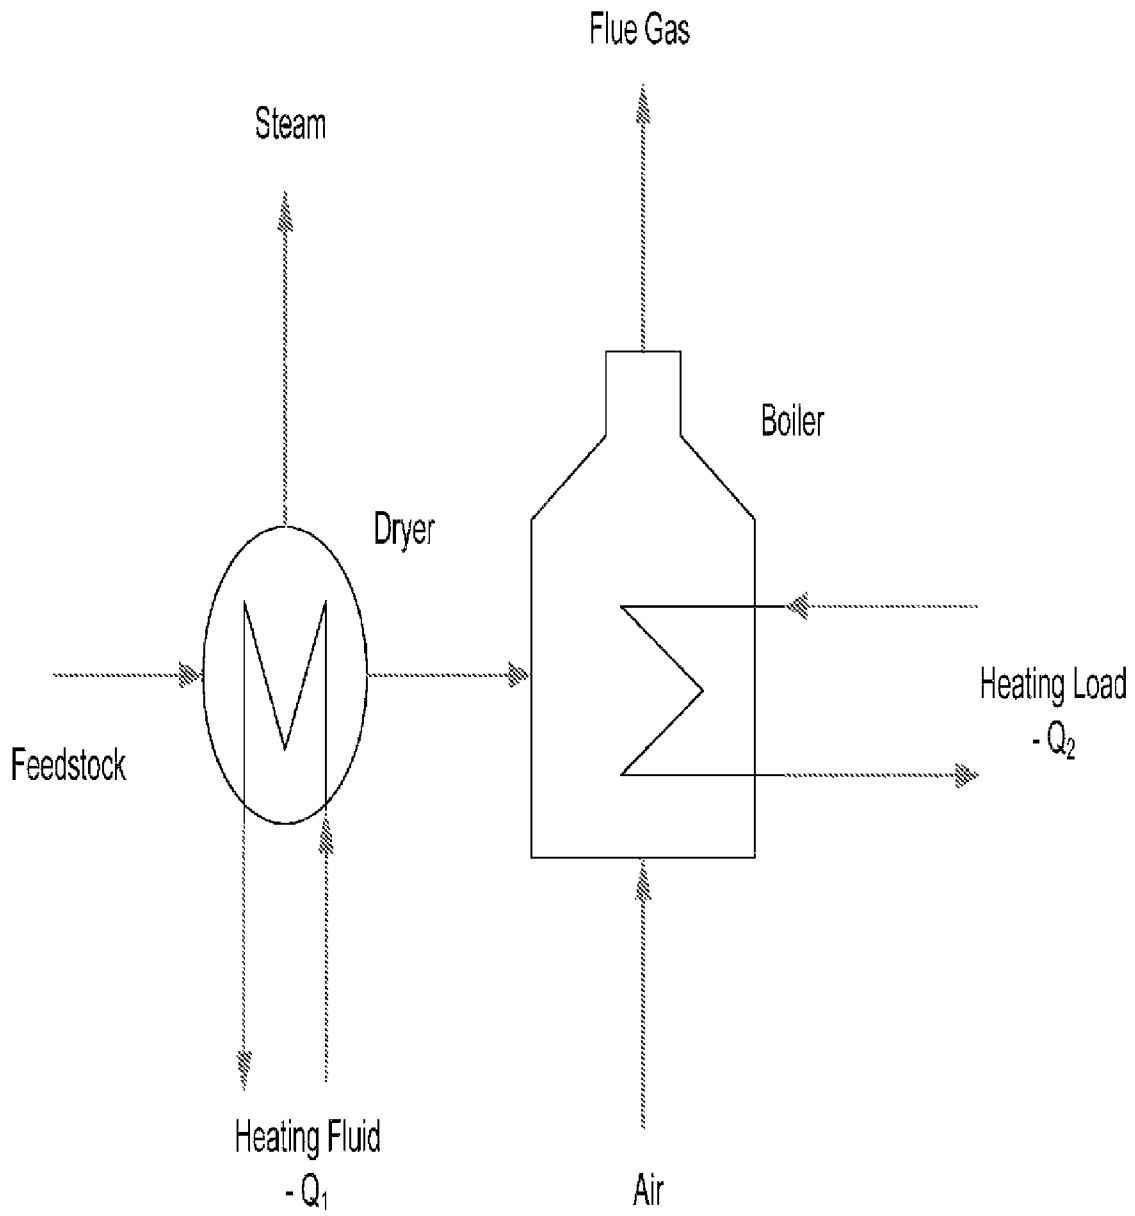 Flue Gas
Steam
Boiler
Dryer
Heating Load
- Q₂
Feedstock
Heating Fluid
- Q₁
Air